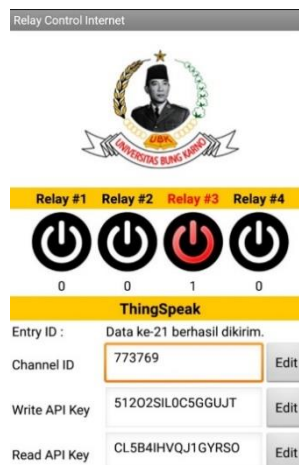 Relay Control Internet
UBK
UNIVERSITAS BUNG KARNO
Relay #1 Relay #2 Relay #3 Relay #4
0 0 1 0
ThingSpeak
Entry ID : Data ke-21 berhasil dikirim.
Channel ID 773769 Edit
Write API Key 512O2SIL0C5GGUJT Edit
Read API Key CL5B4IHVQJ1GYRSO Edit